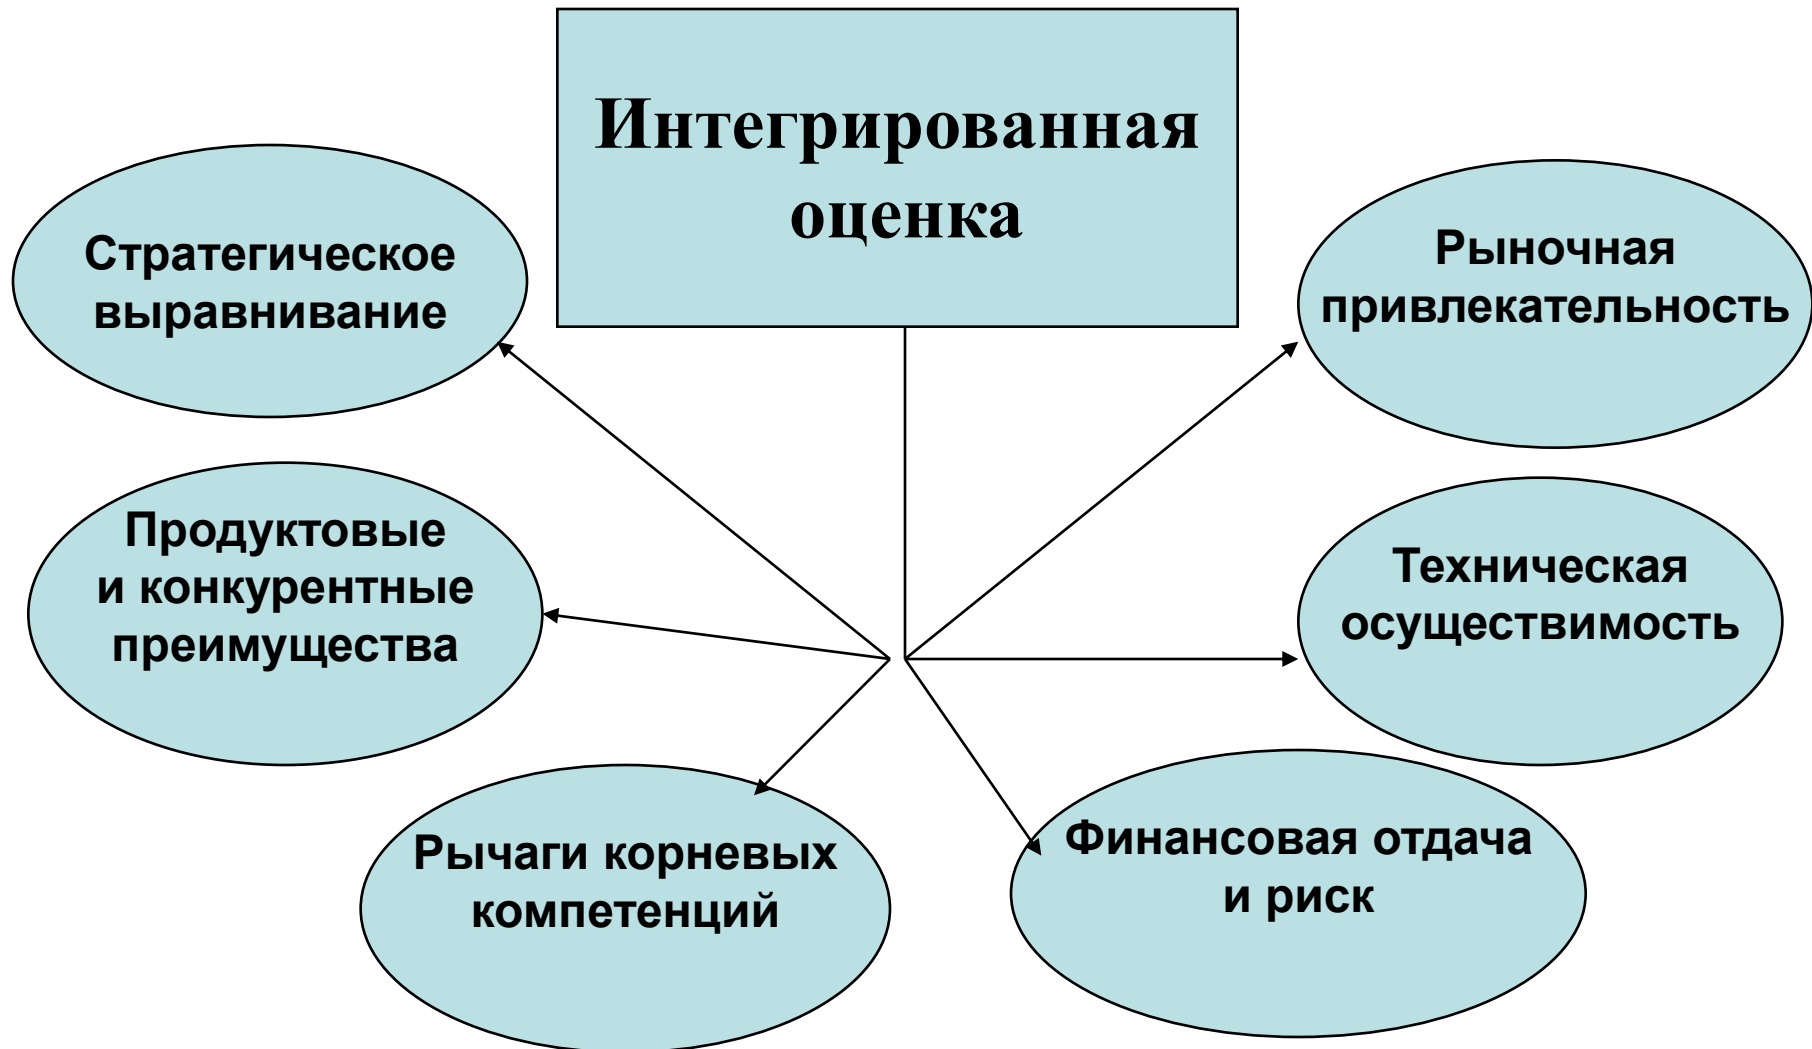 Интегрированная
оценка
Стратегическое
выравнивание
Рыночная
привлекательность
Продуктовые
и конкурентные
преимущества
Техническая
осуществимость
Рычаги корневых
компетенций
Финансовая отдача
и риск